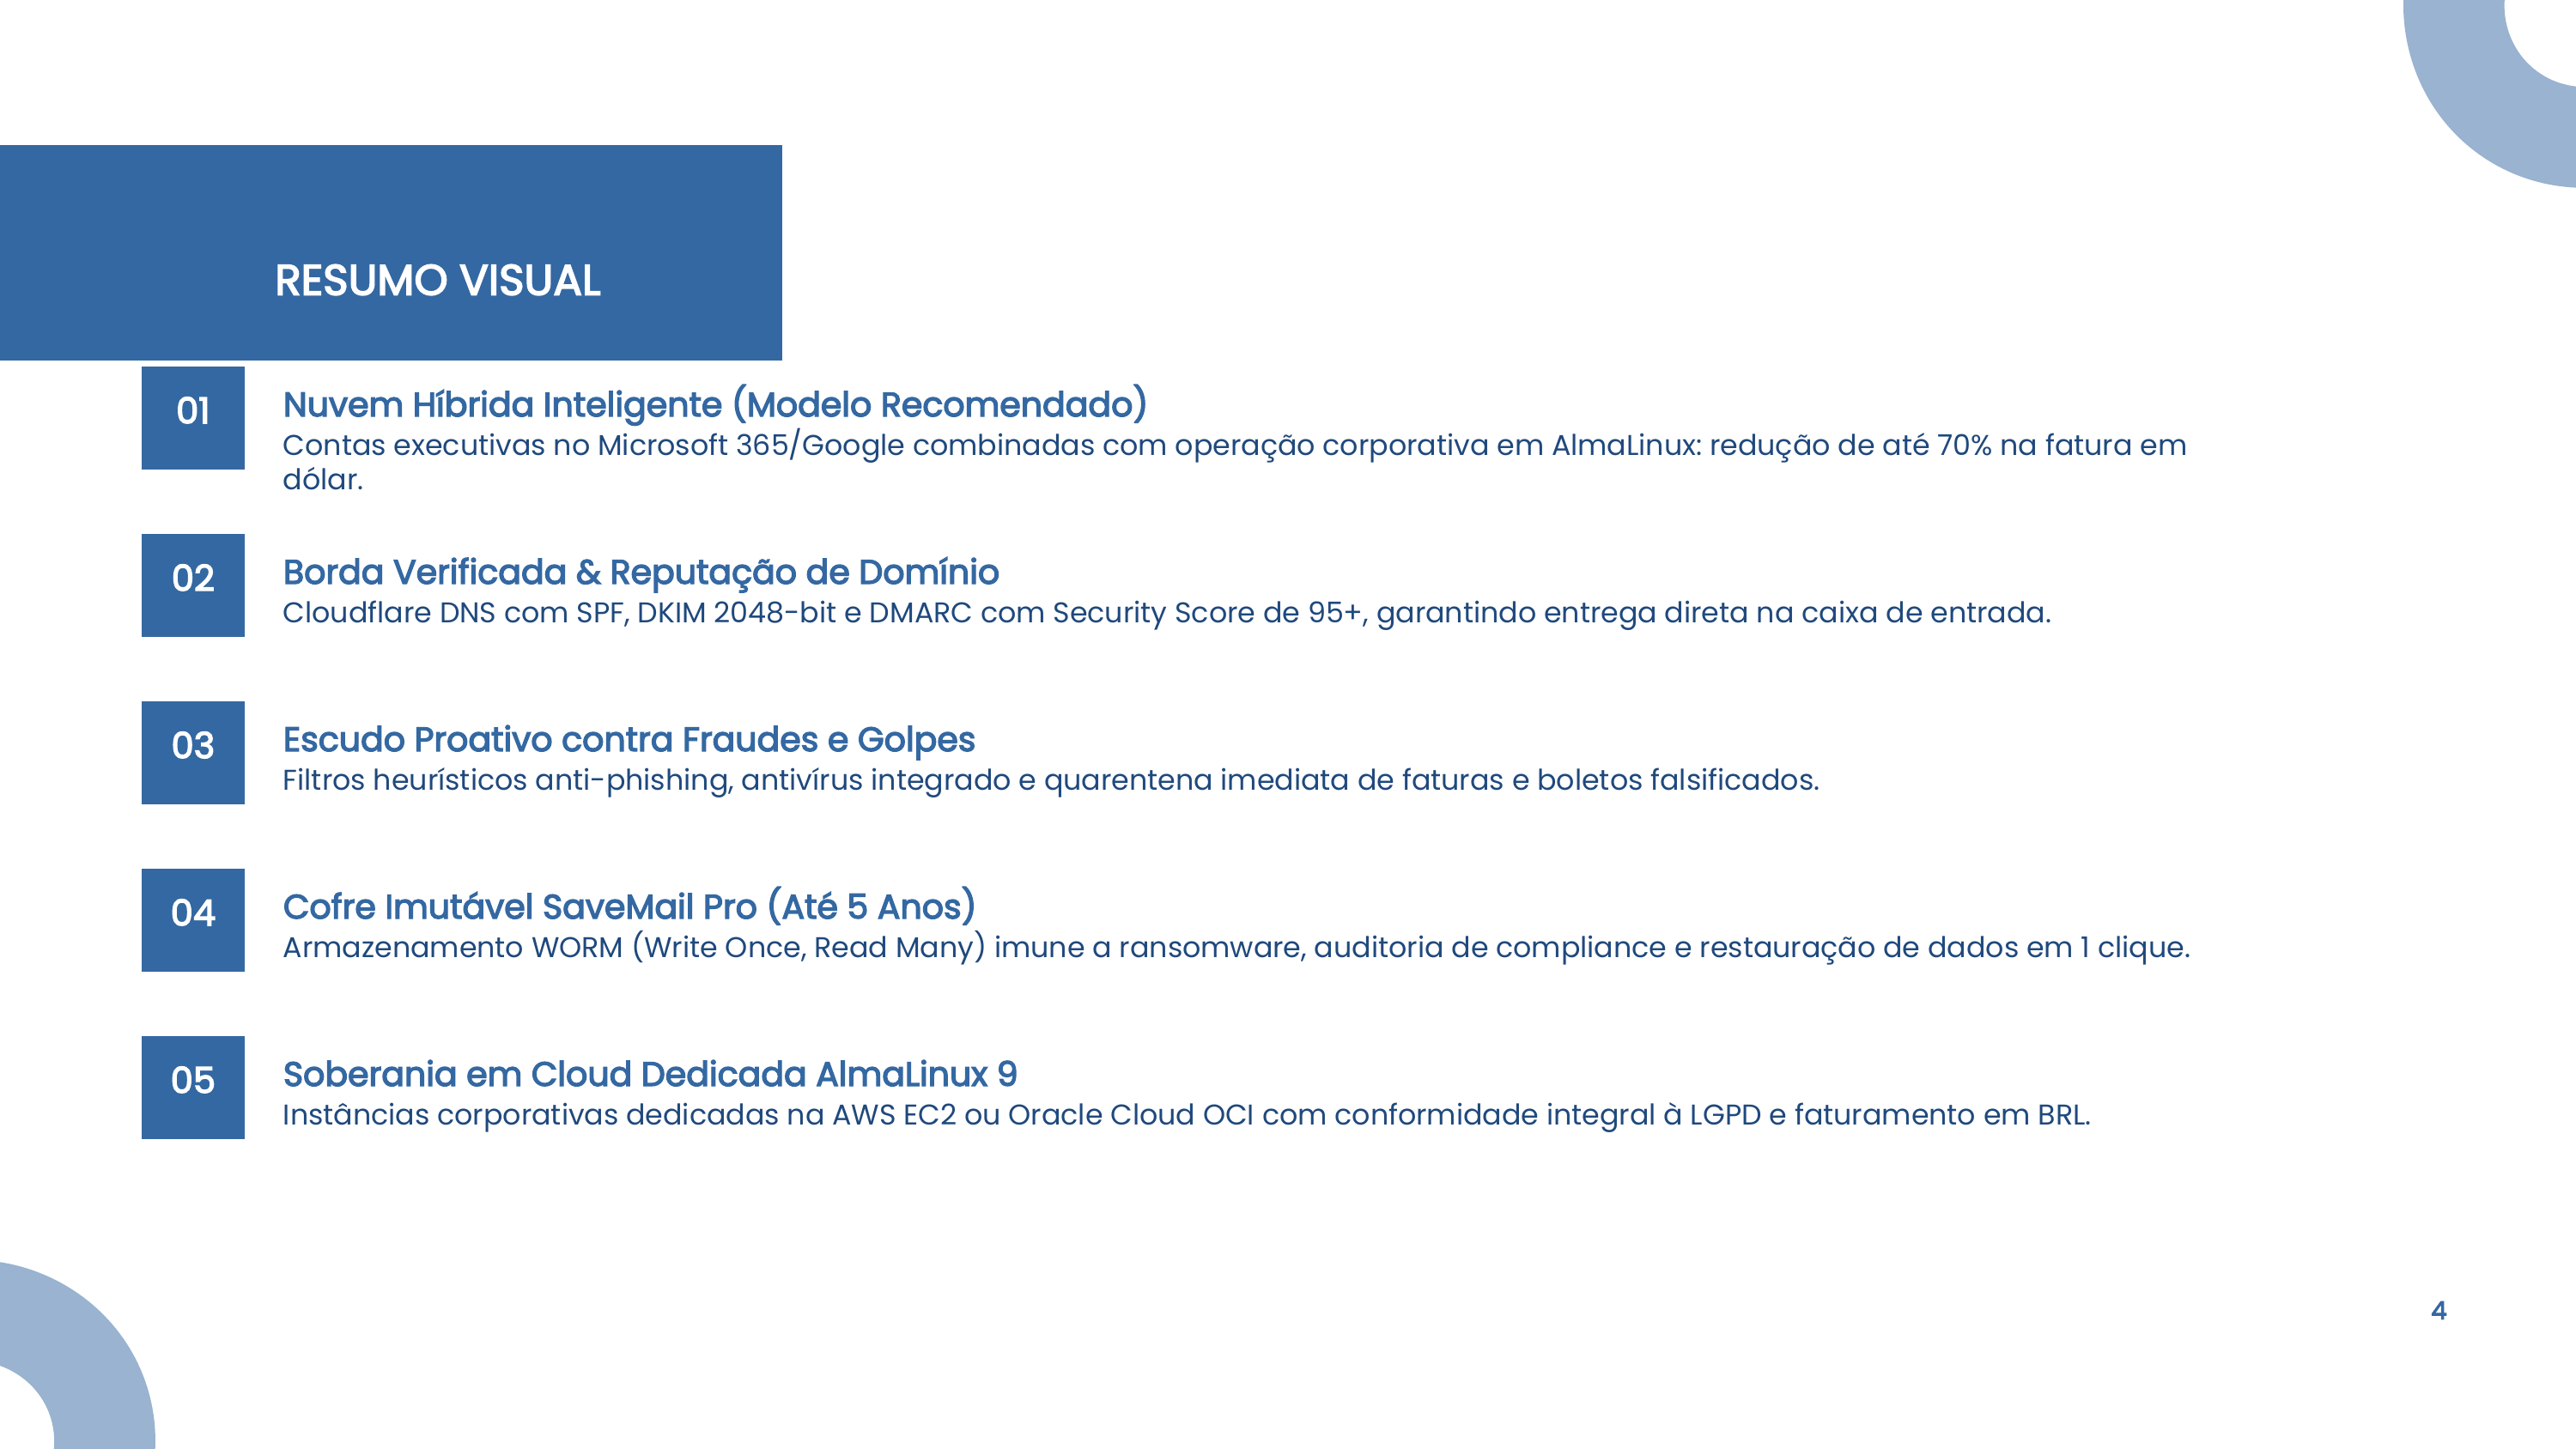 RESUMO VISUAL
01
Nuvem Híbrida Inteligente (Modelo Recomendado)
Contas executivas no Microsoft 365/Google combinadas com operação corporativa em AlmaLinux: redução de até 70% na fatura em
dólar.
02
Borda Verificada & Reputação de Domínio
Cloudflare DNS com SPF, DKIM 2048-bit e DMARC com Security Score de 95+, garantindo entrega direta na caixa de entrada.
03
Escudo Proativo contra Fraudes e Golpes
Filtros heurísticos anti-phishing, antivírus integrado e quarentena imediata de faturas e boletos falsificados.
04
Cofre Imutável SaveMail Pro (Até 5 Anos)
Armazenamento WORM (Write Once, Read Many) imune a ransomware, auditoria de compliance e restauração de dados em 1 clique.
05
Soberania em Cloud Dedicada AlmaLinux 9
Instâncias corporativas dedicadas na AWS EC2 ou Oracle Cloud OCI com conformidade integral à LGPD e faturamento em BRL.
4